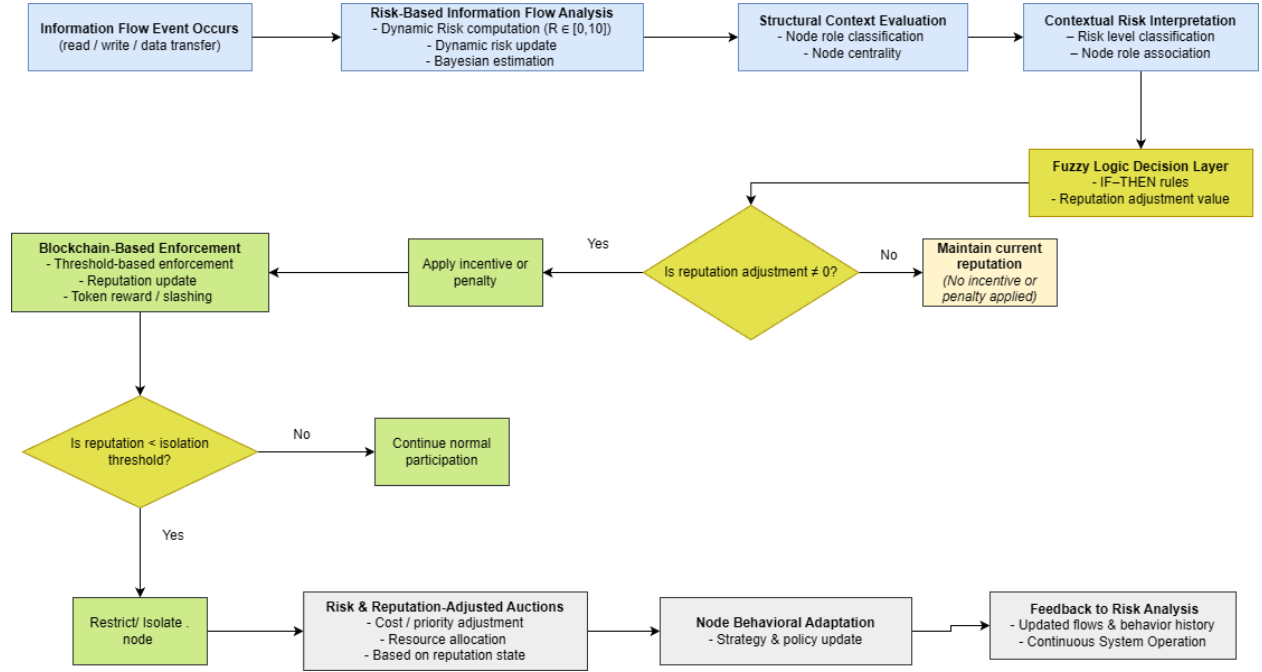 Information Flow Event Occurs
(read / write / data transfer)
Risk-Based Information Flow Analysis
- Dynamic Risk computation (R ∈ [0,10])
- Dynamic risk update
- Bayesian estimation
Structural Context Evaluation
- Node role classification
- Node centrality
Contextual Risk Interpretation
– Risk level classification
– Node role association
Fuzzy Logic Decision Layer
- IF–THEN rules
- Reputation adjustment value
Is reputation adjustment ≠ 0?
No
Maintain current
reputation
(No incentive or
penalty applied)
Yes
Apply incentive or
penalty
Blockchain-Based Enforcement
- Threshold-based enforcement
- Reputation update
- Token reward / slashing
Is reputation < isolation
threshold?
No
Continue normal
participation
Yes
Restrict/ Isolate .
node
Risk & Reputation-Adjusted Auctions
- Cost / priority adjustment
- Resource allocation
- Based on reputation state
Node Behavioral Adaptation
- Strategy & policy update
Feedback to Risk Analysis
- Updated flows & behavior history
- Continuous System Operation